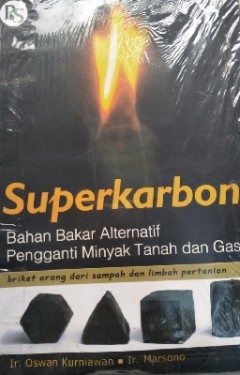 PS
Superkarbon
Bahan Bakar Alternatif
Pengganti Minyak Tanah dan Gas
briket arang dari sampah dan limbah pertanian
Ir. Oswan Kurniawan ■ Ir. Marsono